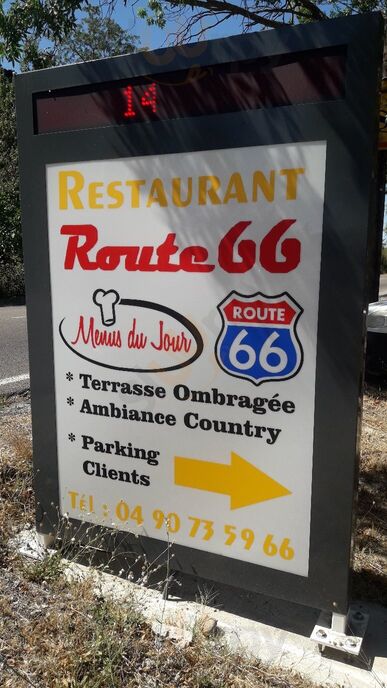 14
RESTAURANT
Route 66
Menus du Jour
ROUTE
66
* Terrasse Ombragée
* Ambiance Country
* Parking
Clients
Tél : 04 90 73 59 66